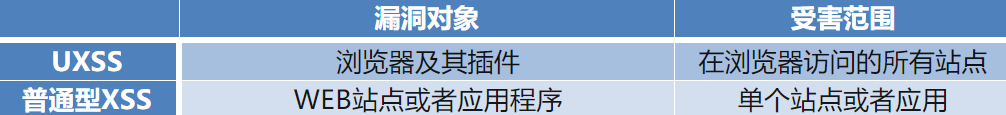 漏洞对象 受害范围
UXSS 浏览器及其插件 在浏览器访问的所有站点
普通型XSS WEB站点或者应用程序 单个站点或者应用